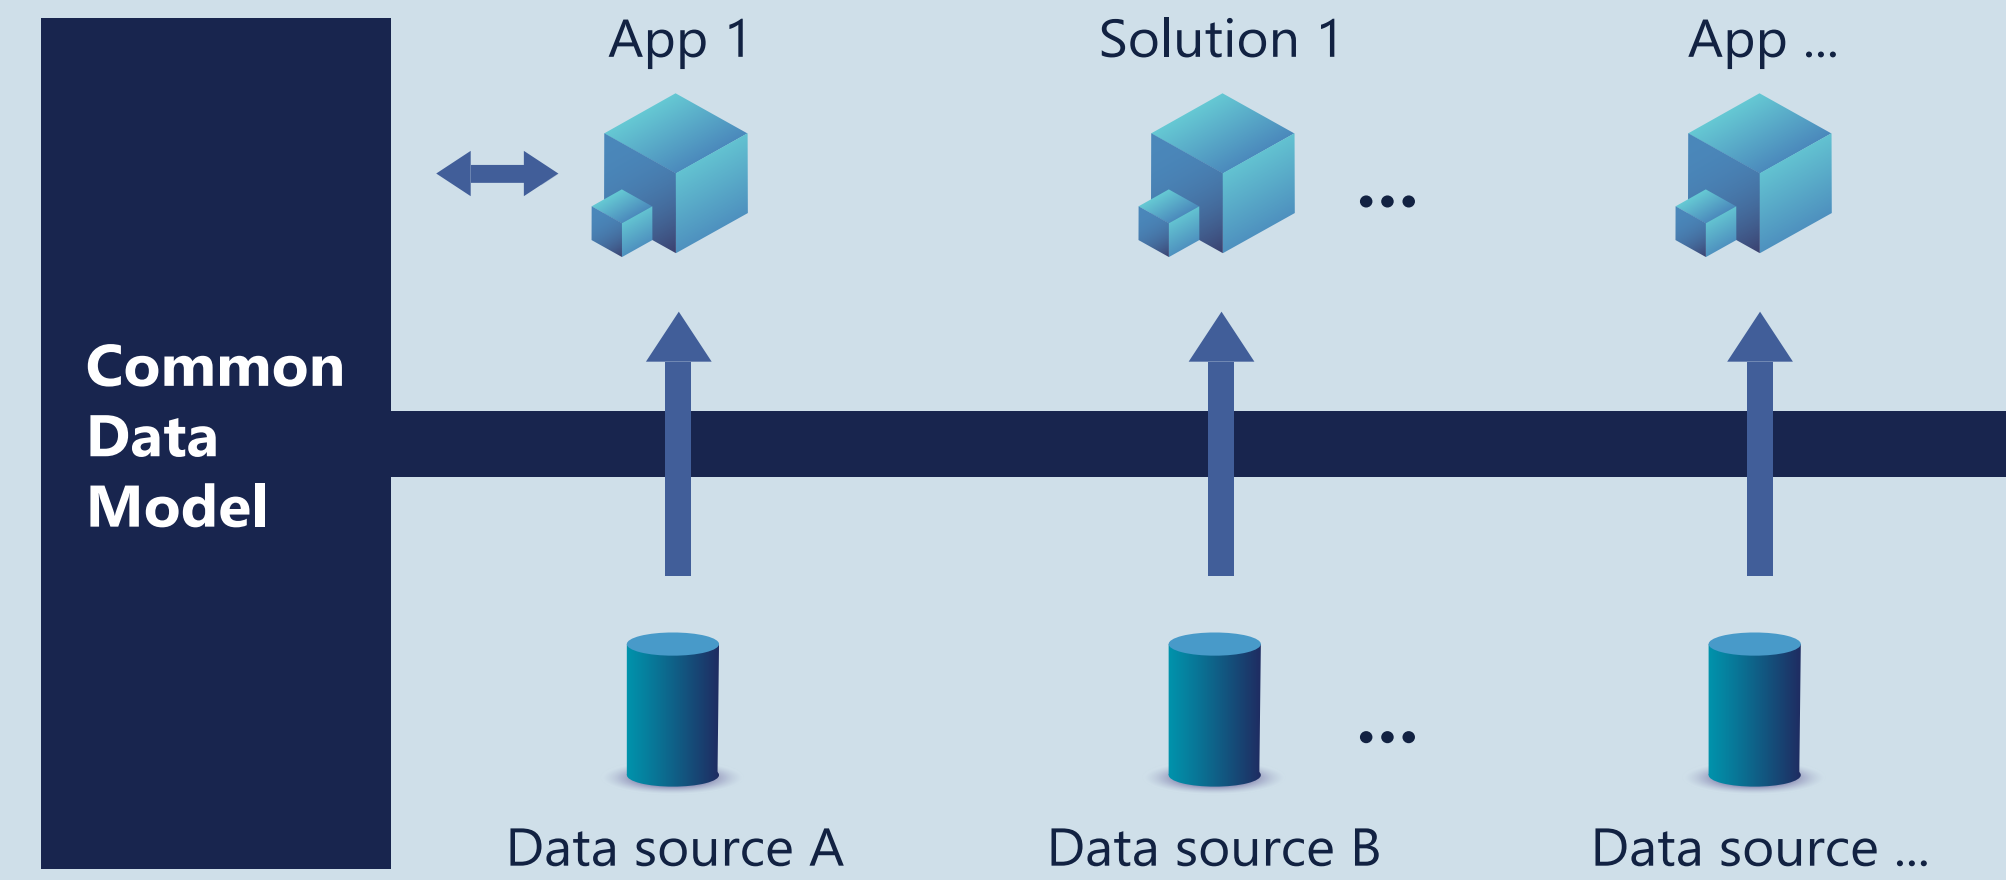 App 1
Solution 1
App ...
...
Common
Data
Model
...
Data source A
Data source B
Data source ...